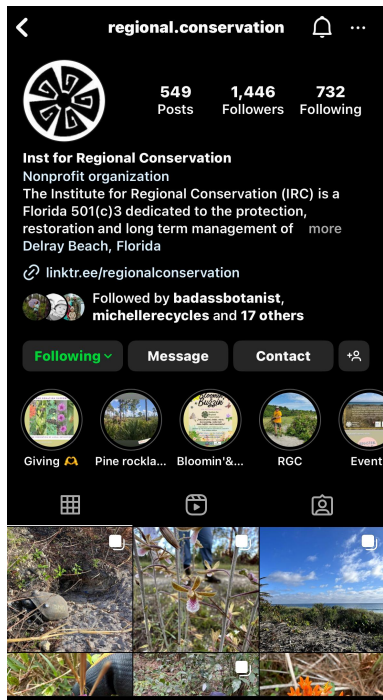 regional.conservation
549 1,446 732
Posts Followers Following
Inst for Regional Conservation
Nonprofit organization
The Institute for Regional Conservation (IRC) is a
Florida 501(c)3 dedicated to the protection,
restoration and long term management of more
Delray Beach, Florida
linktr.ee/regionalconservation
Followed by badassbotanist,
michellerecycles and 17 others
Following Message Contact
Bloomin'
Buzzin'
Giving 🫶 Pine rockla... Bloomin'&... RGC Event